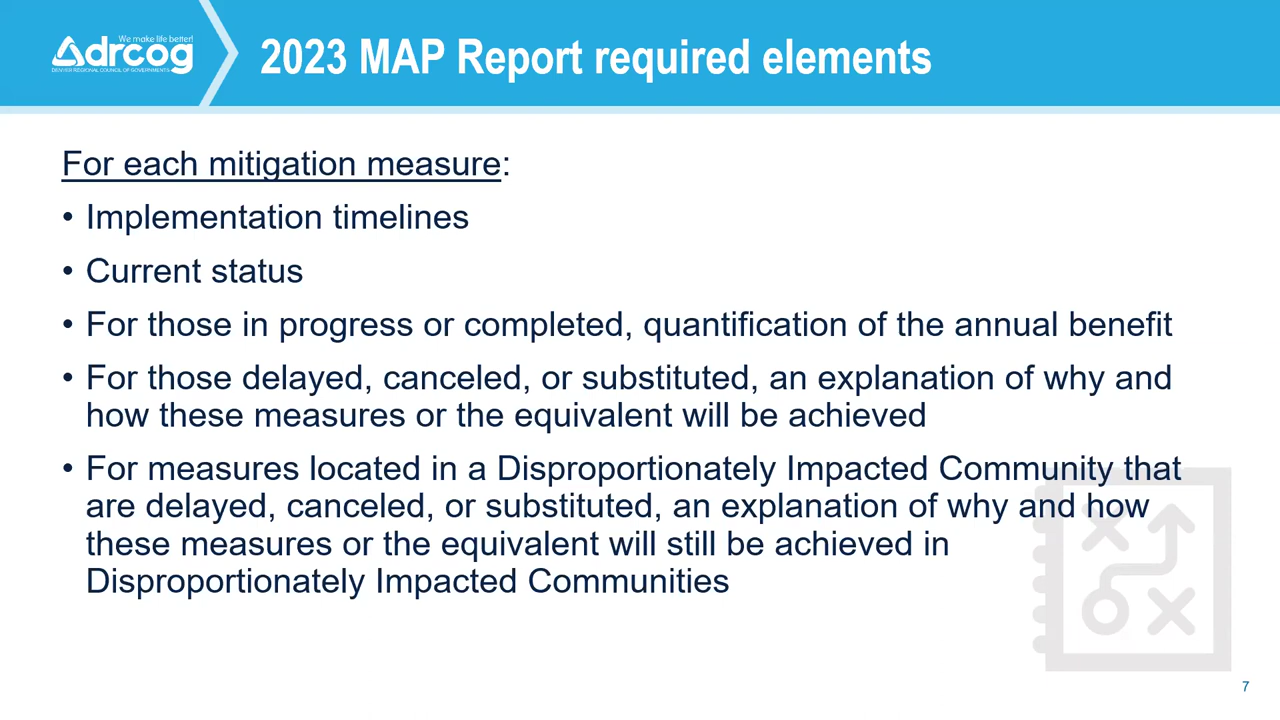 We make life better!
drcog
DENVER REGIONAL COUNCIL OF GOVERNMENTS
2023 MAP Report required elements
For each mitigation measure:
• Implementation timelines
• Current status
• For those in progress or completed, quantification of the annual benefit
• For those delayed, canceled, or substituted, an explanation of why and
how these measures or the equivalent will be achieved
• For measures located in a Disproportionately Impacted Community that
are delayed, canceled, or substituted, an explanation of why and how
these measures or the equivalent will still be achieved in
Disproportionately Impacted Communities
7